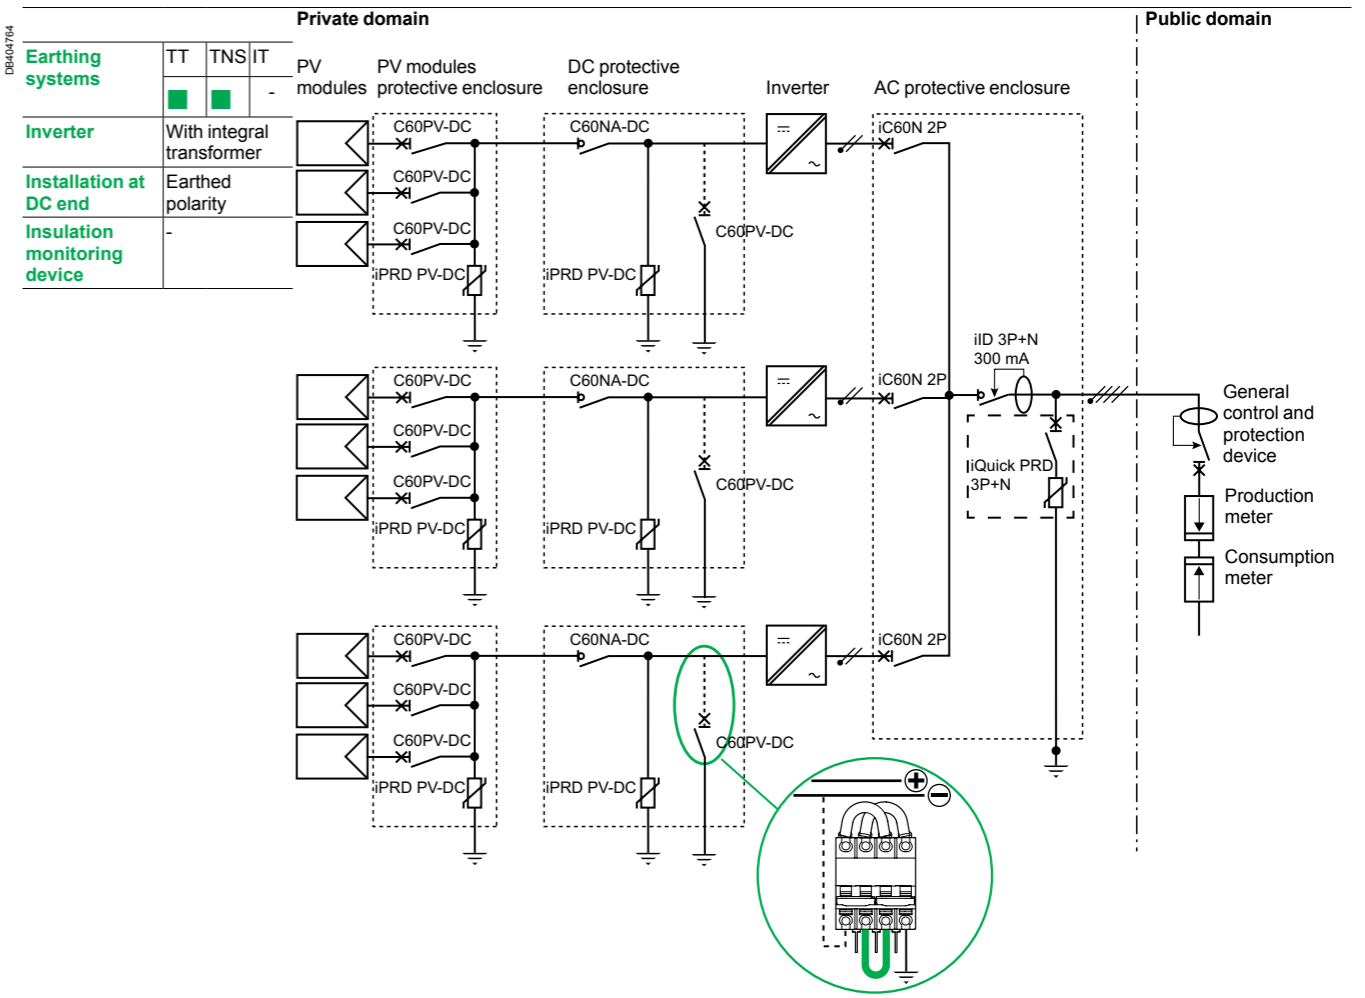 Private domain
Public domain
DB404764
Earthing systems
TT
TNS
IT
-
Inverter
With integral transformer
Installation at DC end
Earthed polarity
Insulation monitoring device
-
PV modules
PV modules protective enclosure
DC protective enclosure
Inverter
AC protective enclosure
C60PV-DC
C60PV-DC
C60PV-DC
iPRD PV-DC
C60NA-DC
iPRD PV-DC
C60PV-DC
iC60N 2P
C60PV-DC
C60PV-DC
C60PV-DC
iPRD PV-DC
C60NA-DC
iPRD PV-DC
C60PV-DC
iC60N 2P
iID 3P+N
300 mA
iQuick PRD
3P+N
General control and protection device
Production meter
Consumption meter
C60PV-DC
C60PV-DC
C60PV-DC
iPRD PV-DC
C60NA-DC
iPRD PV-DC
C60PV-DC
iC60N 2P
+
-